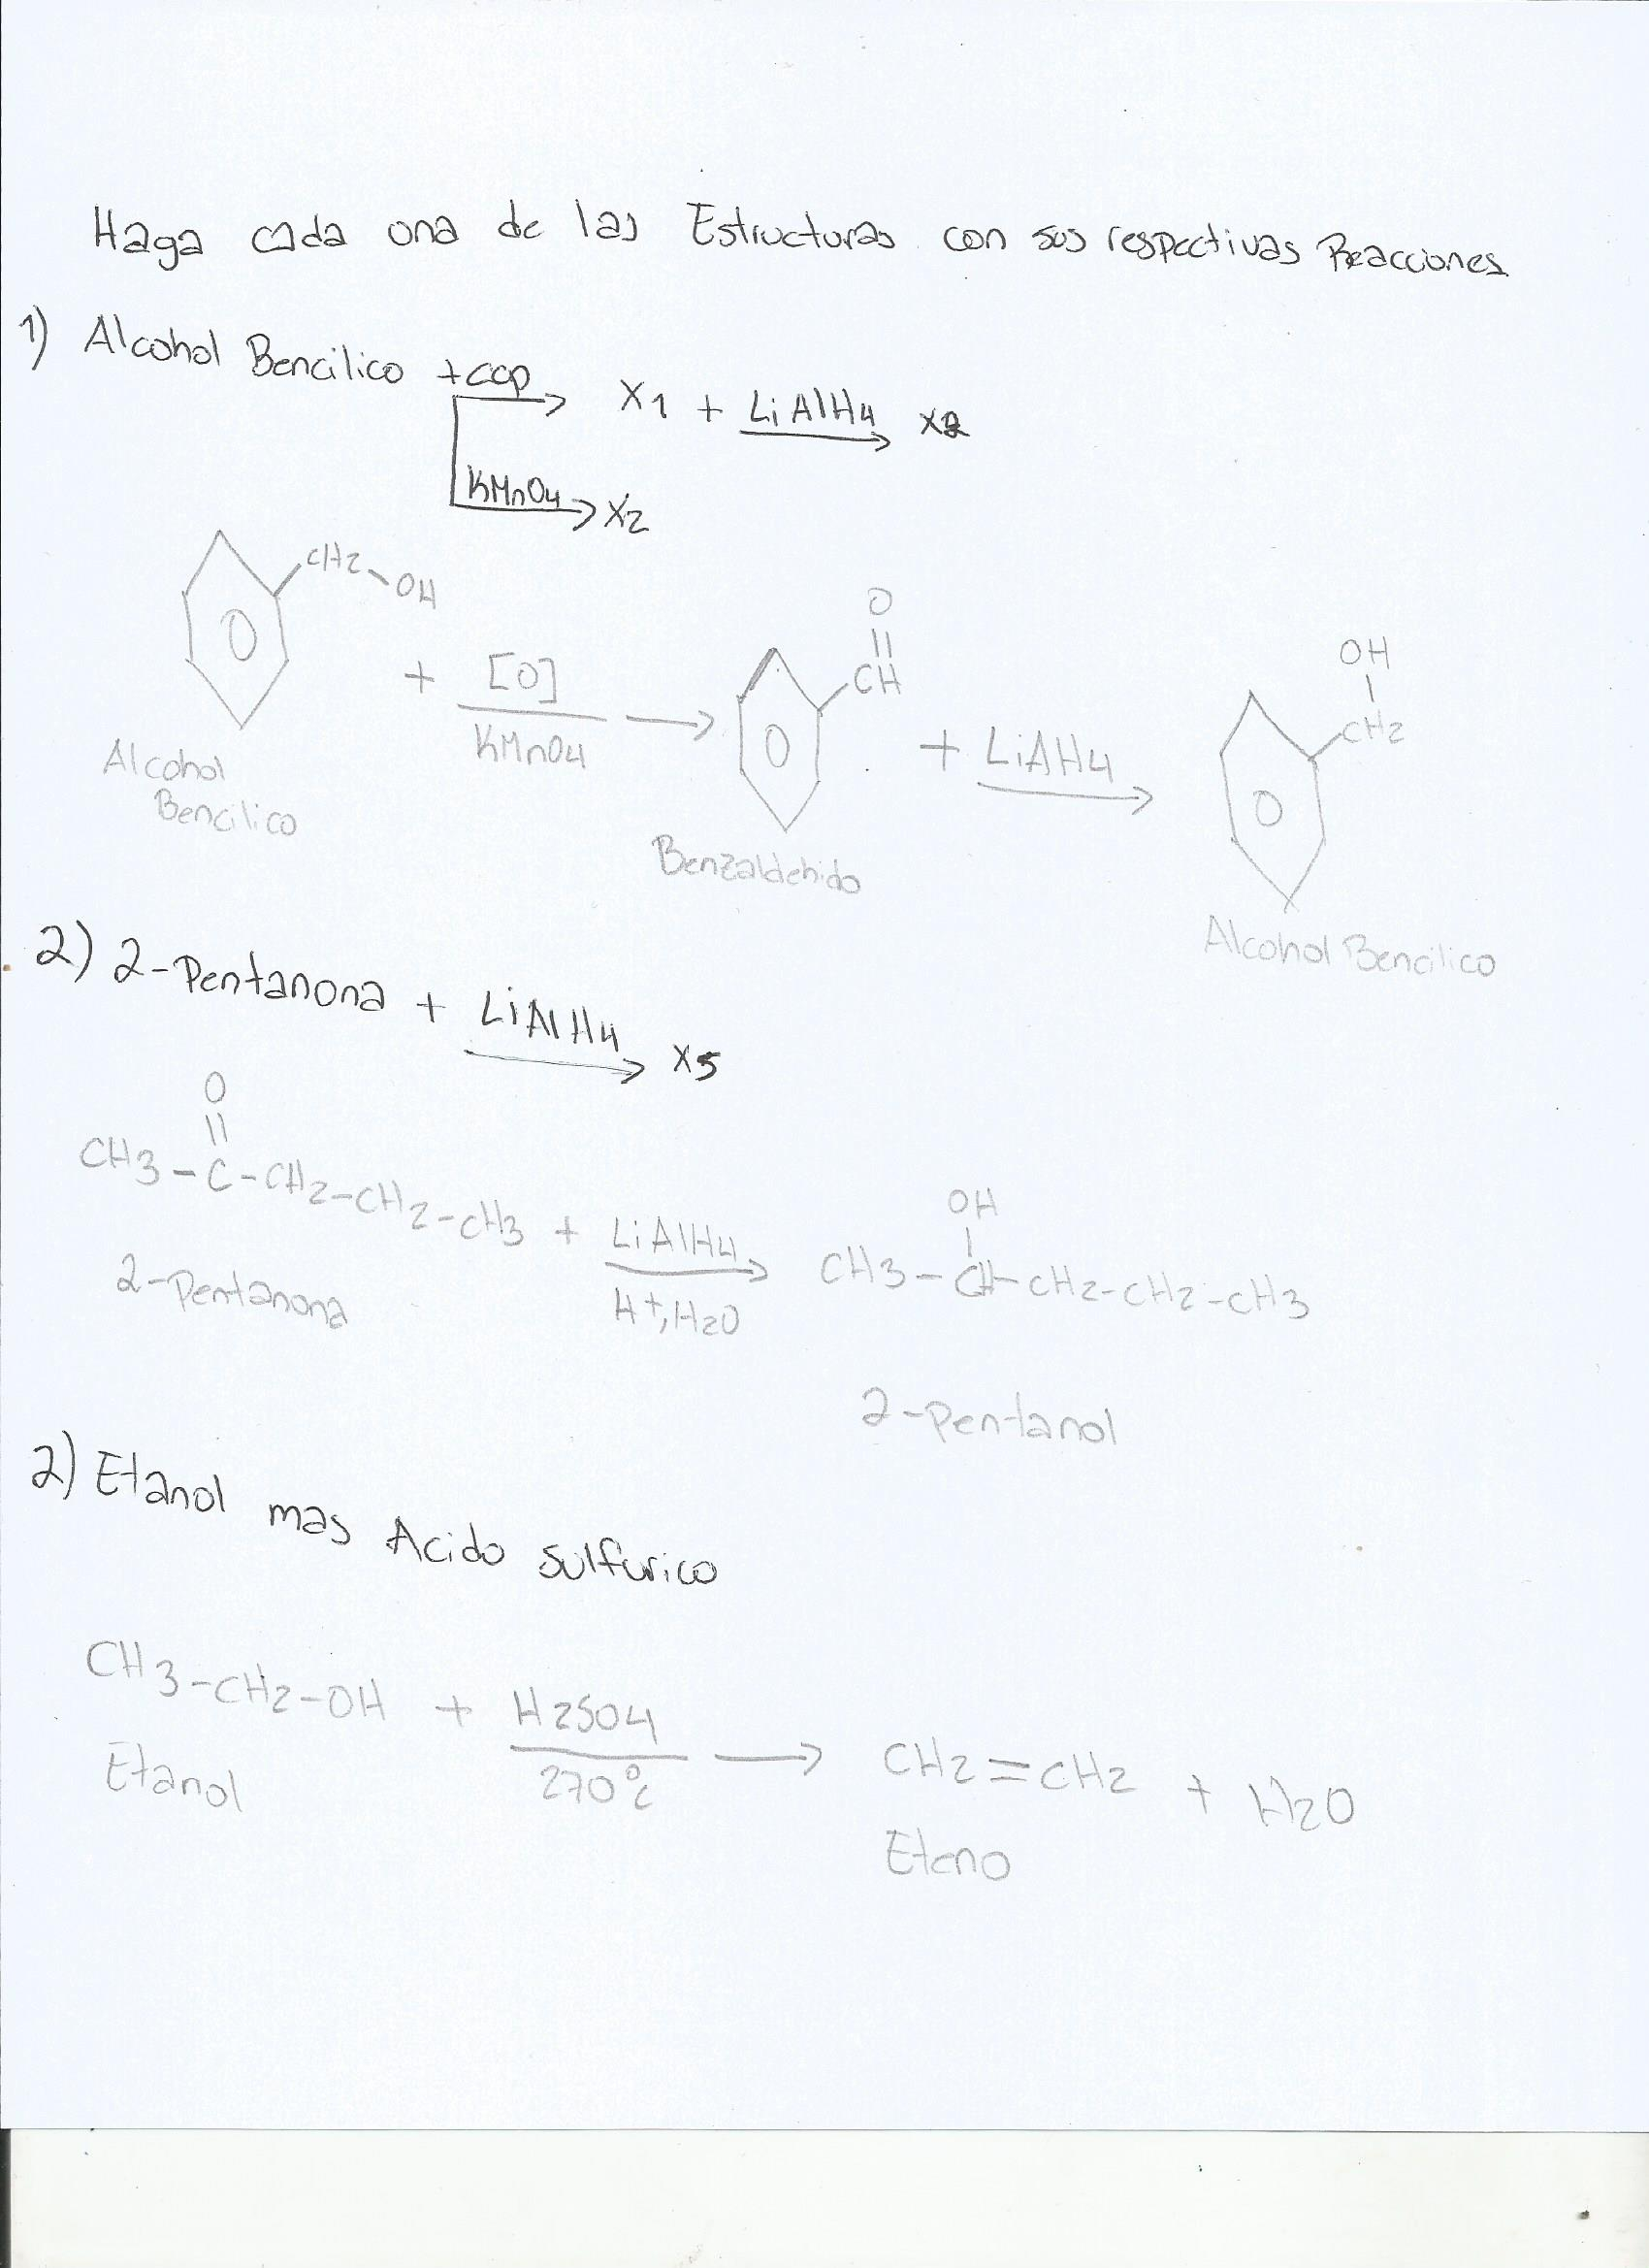 Haga cada una de las Estructuras con sus respectivas Reacciones
1) Alcohol Bencilico +ccp → X1 + LiAlH4 → X2
KMnO4 → X2
CH2-OH
O
[O]
+ → CH
KMnO4
OH
CH2
+ LiAH4 →
Alcohol
Bencilico
Benzaldehido
Alcohol Bencilico
2) 2-Pentanona + LiAlH4 → X5
O
CH3-C-CH2-CH2-CH3 + LiAlH4 →
H+, H2O
OH
CH3-CH-CH2-CH2-CH3
2-Pentanona
2-pentanol
2) Etanol mas Acido sulfurico
CH3-CH2-OH + H2SO4 → CH2=CH2 + H2O
270°C
Etanol
Eteno